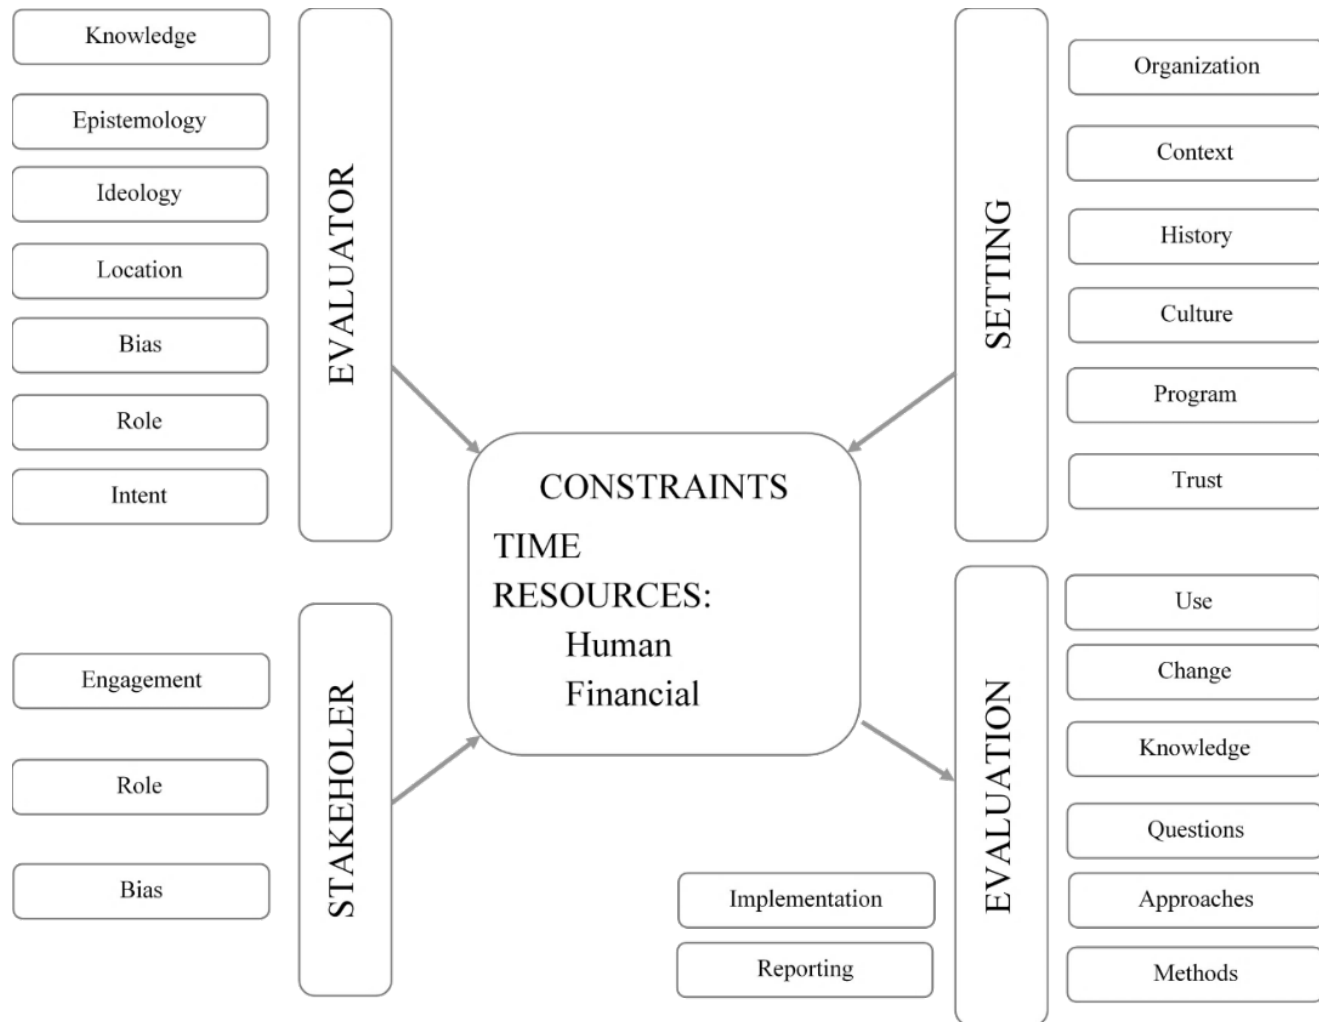 Knowledge
Epistemology
Ideology
Location
Bias
Role
Intent
EVALUATOR
SETTING
Organization
Context
History
Culture
Program
Trust
CONSTRAINTS
TIME
RESOURCES:
Human
Financial
Engagement
Role
Bias
STAKEHOLER
Implementation
Reporting
EVALUATION
Use
Change
Knowledge
Questions
Approaches
Methods